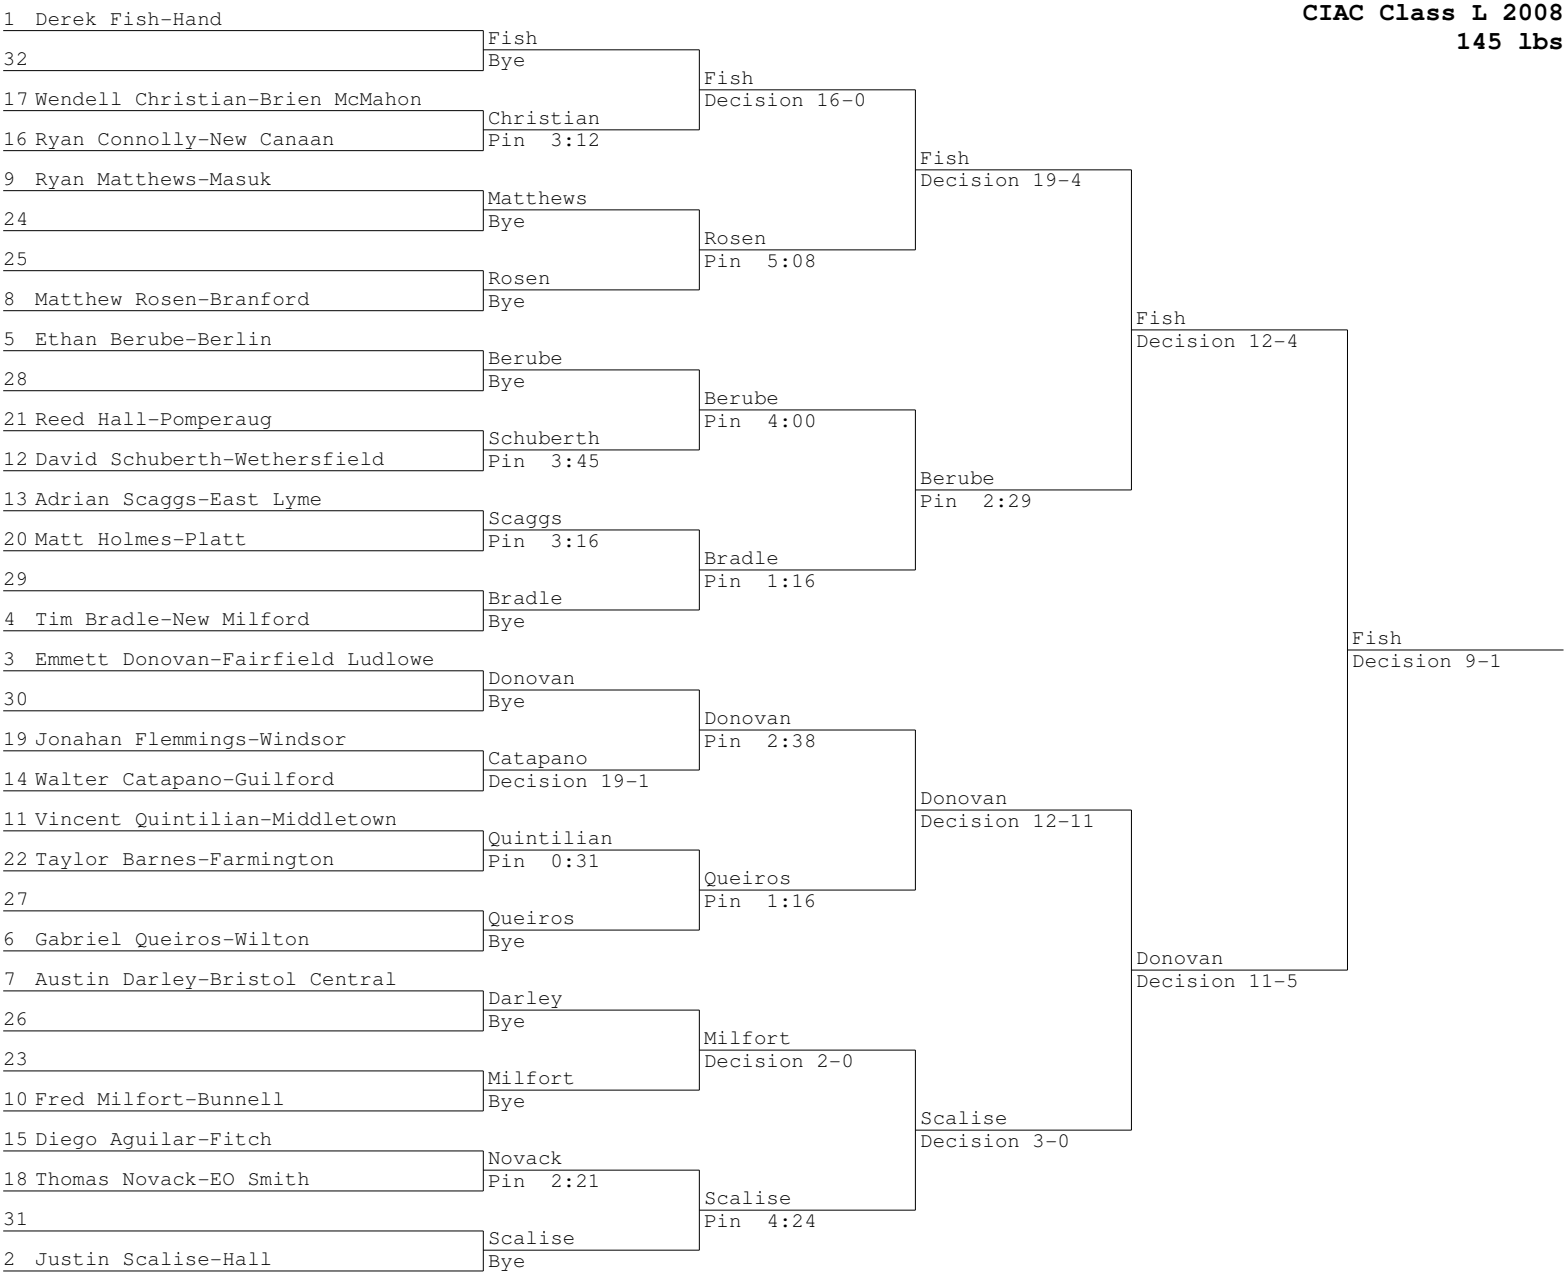 CIAC Class L 2008
145 lbs
1 Derek Fish-Hand
32
17 Wendell Christian-Brien McMahon
16 Ryan Connolly-New Canaan
9 Ryan Matthews-Masuk
24
25
8 Matthew Rosen-Branford
5 Ethan Berube-Berlin
28
21 Reed Hall-Pomperaug
12 David Schuberth-Wethersfield
13 Adrian Scaggs-East Lyme
20 Matt Holmes-Platt
29
4 Tim Bradle-New Milford
3 Emmett Donovan-Fairfield Ludlowe
30
19 Jonahan Flemmings-Windsor
14 Walter Catapano-Guilford
11 Vincent Quintilian-Middletown
22 Taylor Barnes-Farmington
27
6 Gabriel Queiros-Wilton
7 Austin Darley-Bristol Central
26
23
10 Fred Milfort-Bunnell
15 Diego Aguilar-Fitch
18 Thomas Novack-EO Smith
31
2 Justin Scalise-Hall
Fish
Bye
Christian
Pin 3:12
Matthews
Bye
Rosen
Bye
Berube
Bye
Schuberth
Pin 3:45
Scaggs
Pin 3:16
Bradle
Bye
Donovan
Bye
Catapano
Decision 19-1
Quintilian
Pin 0:31
Queiros
Bye
Darley
Bye
Milfort
Bye
Novack
Pin 2:21
Scalise
Bye
Fish
Decision 16-0
Rosen
Pin 5:08
Berube
Pin 4:00
Bradle
Pin 1:16
Donovan
Pin 2:38
Queiros
Pin 1:16
Milfort
Decision 2-0
Scalise
Pin 4:24
Fish
Decision 19-4
Berube
Pin 2:29
Donovan
Decision 12-11
Scalise
Decision 3-0
Fish
Decision 12-4
Donovan
Decision 11-5
Fish
Decision 9-1